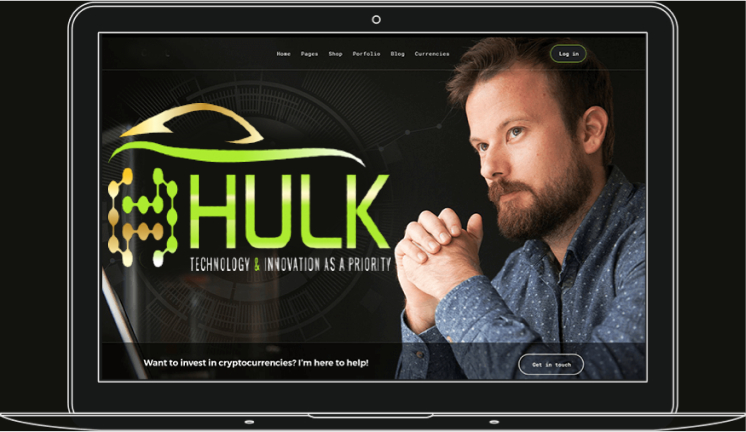 Home Pages Shop Porfolio Blog Currencies Log in
HULK
TECHNOLOGY & INNOVATION AS A PRIORITY
Want to invest in cryptocurrencies? I'm here to help! Get in touch